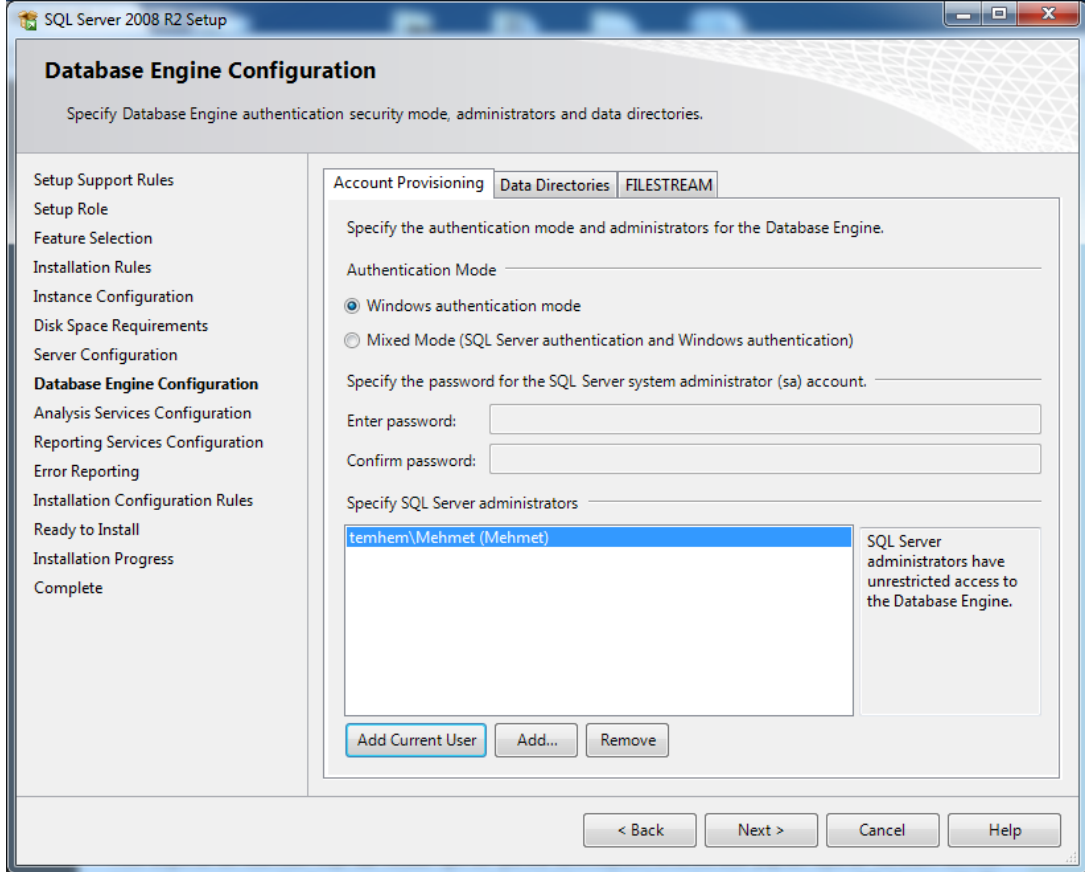 SQL Server 2008 R2 Setup
Database Engine Configuration
Specify Database Engine authentication security mode, administrators and data directories.
Setup Support Rules
Setup Role
Feature Selection
Installation Rules
Instance Configuration
Disk Space Requirements
Server Configuration
Database Engine Configuration
Analysis Services Configuration
Reporting Services Configuration
Error Reporting
Installation Configuration Rules
Ready to Install
Installation Progress
Complete
Account Provisioning Data Directories FILESTREAM
Specify the authentication mode and administrators for the Database Engine.
Authentication Mode
Windows authentication mode
Mixed Mode (SQL Server authentication and Windows authentication)
Specify the password for the SQL Server system administrator (sa) account.
Enter password:
Confirm password:
Specify SQL Server administrators
temhem\Mehmet (Mehmet)
SQL Server
administrators have
unrestricted access to
the Database Engine.
Add Current User Add... Remove
< Back Next > Cancel Help